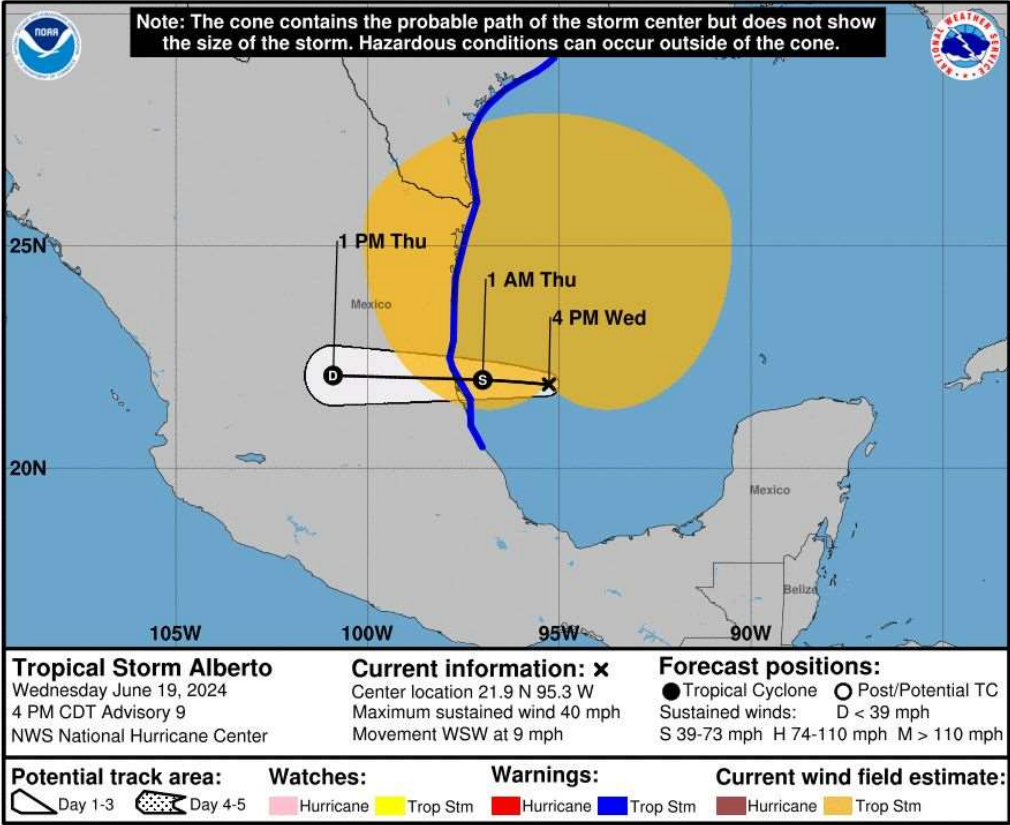 Note: The cone contains the probable path of the storm center but does not show
the size of the storm. Hazardous conditions can occur outside of the cone.
NOAA
NATIONAL WEATHER SERVICE
25N
1 PM Thu
1 AM Thu
Mexico
4 PM Wed
D
S
20N
Mexico
Belize
105W
100W
95W
90W
Tropical Storm Alberto
Wednesday June 19, 2024
4 PM CDT Advisory 9
NWS National Hurricane Center
Current information: x
Center location 21.9 N 95.3 W
Maximum sustained wind 40 mph
Movement WSW at 9 mph
Forecast positions:
Tropical Cyclone Post/Potential TC
Sustained winds: D < 39 mph
S 39-73 mph H 74-110 mph M > 110 mph
Potential track area:
Day 1-3 Day 4-5
Watches:
Hurricane Trop Stm
Warnings:
Hurricane Trop Stm
Current wind field estimate:
Hurricane Trop Stm